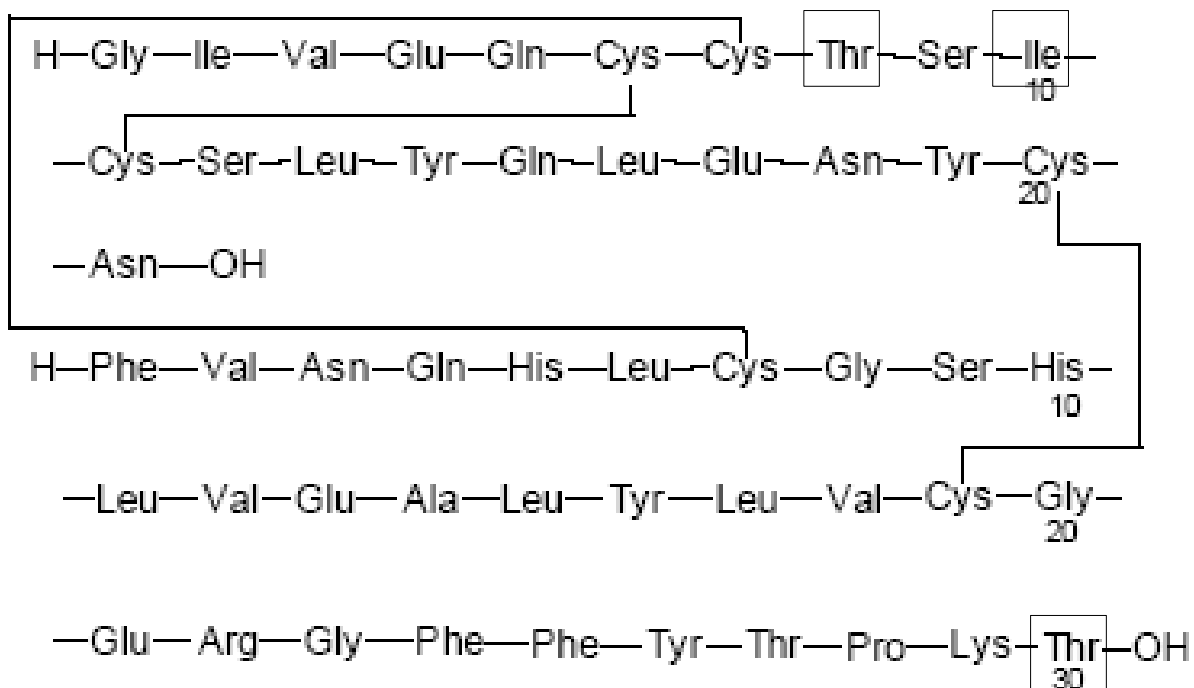 H—Gly—Ile—Val—Glu—Gln—Cys—Cys—Thr—Ser—Ile—
10
—Cys—Ser—Leu—Tyr—Gln—Leu—Glu—Asn—Tyr—Cys—
20
—Asn—OH
H—Phe—Val—Asn—Gln—His—Leu—Cys—Gly—Ser—His—
10
—Leu—Val—Glu—Ala—Leu—Tyr—Leu—Val—Cys—Gly—
20
—Glu—Arg—Gly—Phe—Phe—Tyr—Thr—Pro—Lys—Thr—OH
30